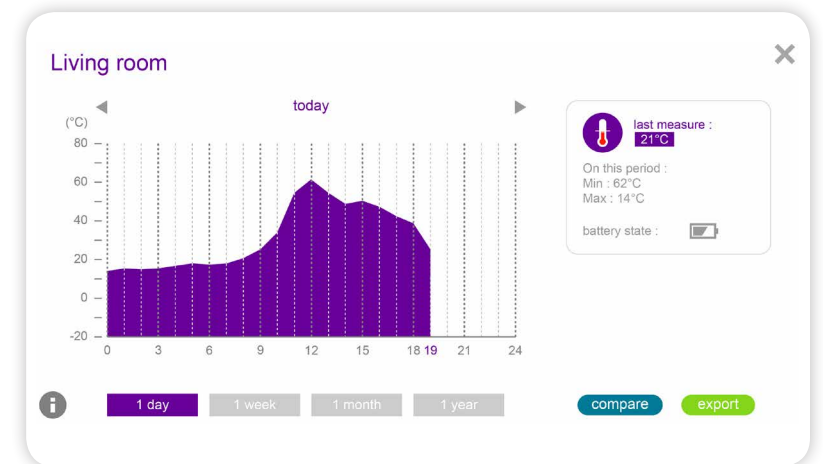 Living room
today
(°C)
80
60
40
20
0
-20
0 3 6 9 12 15 18 19 21 24
last measure :
21°C
On this period :
Min : 62°C
Max : 14°C
battery state :
1 day 1 week 1 month 1 year
compare export